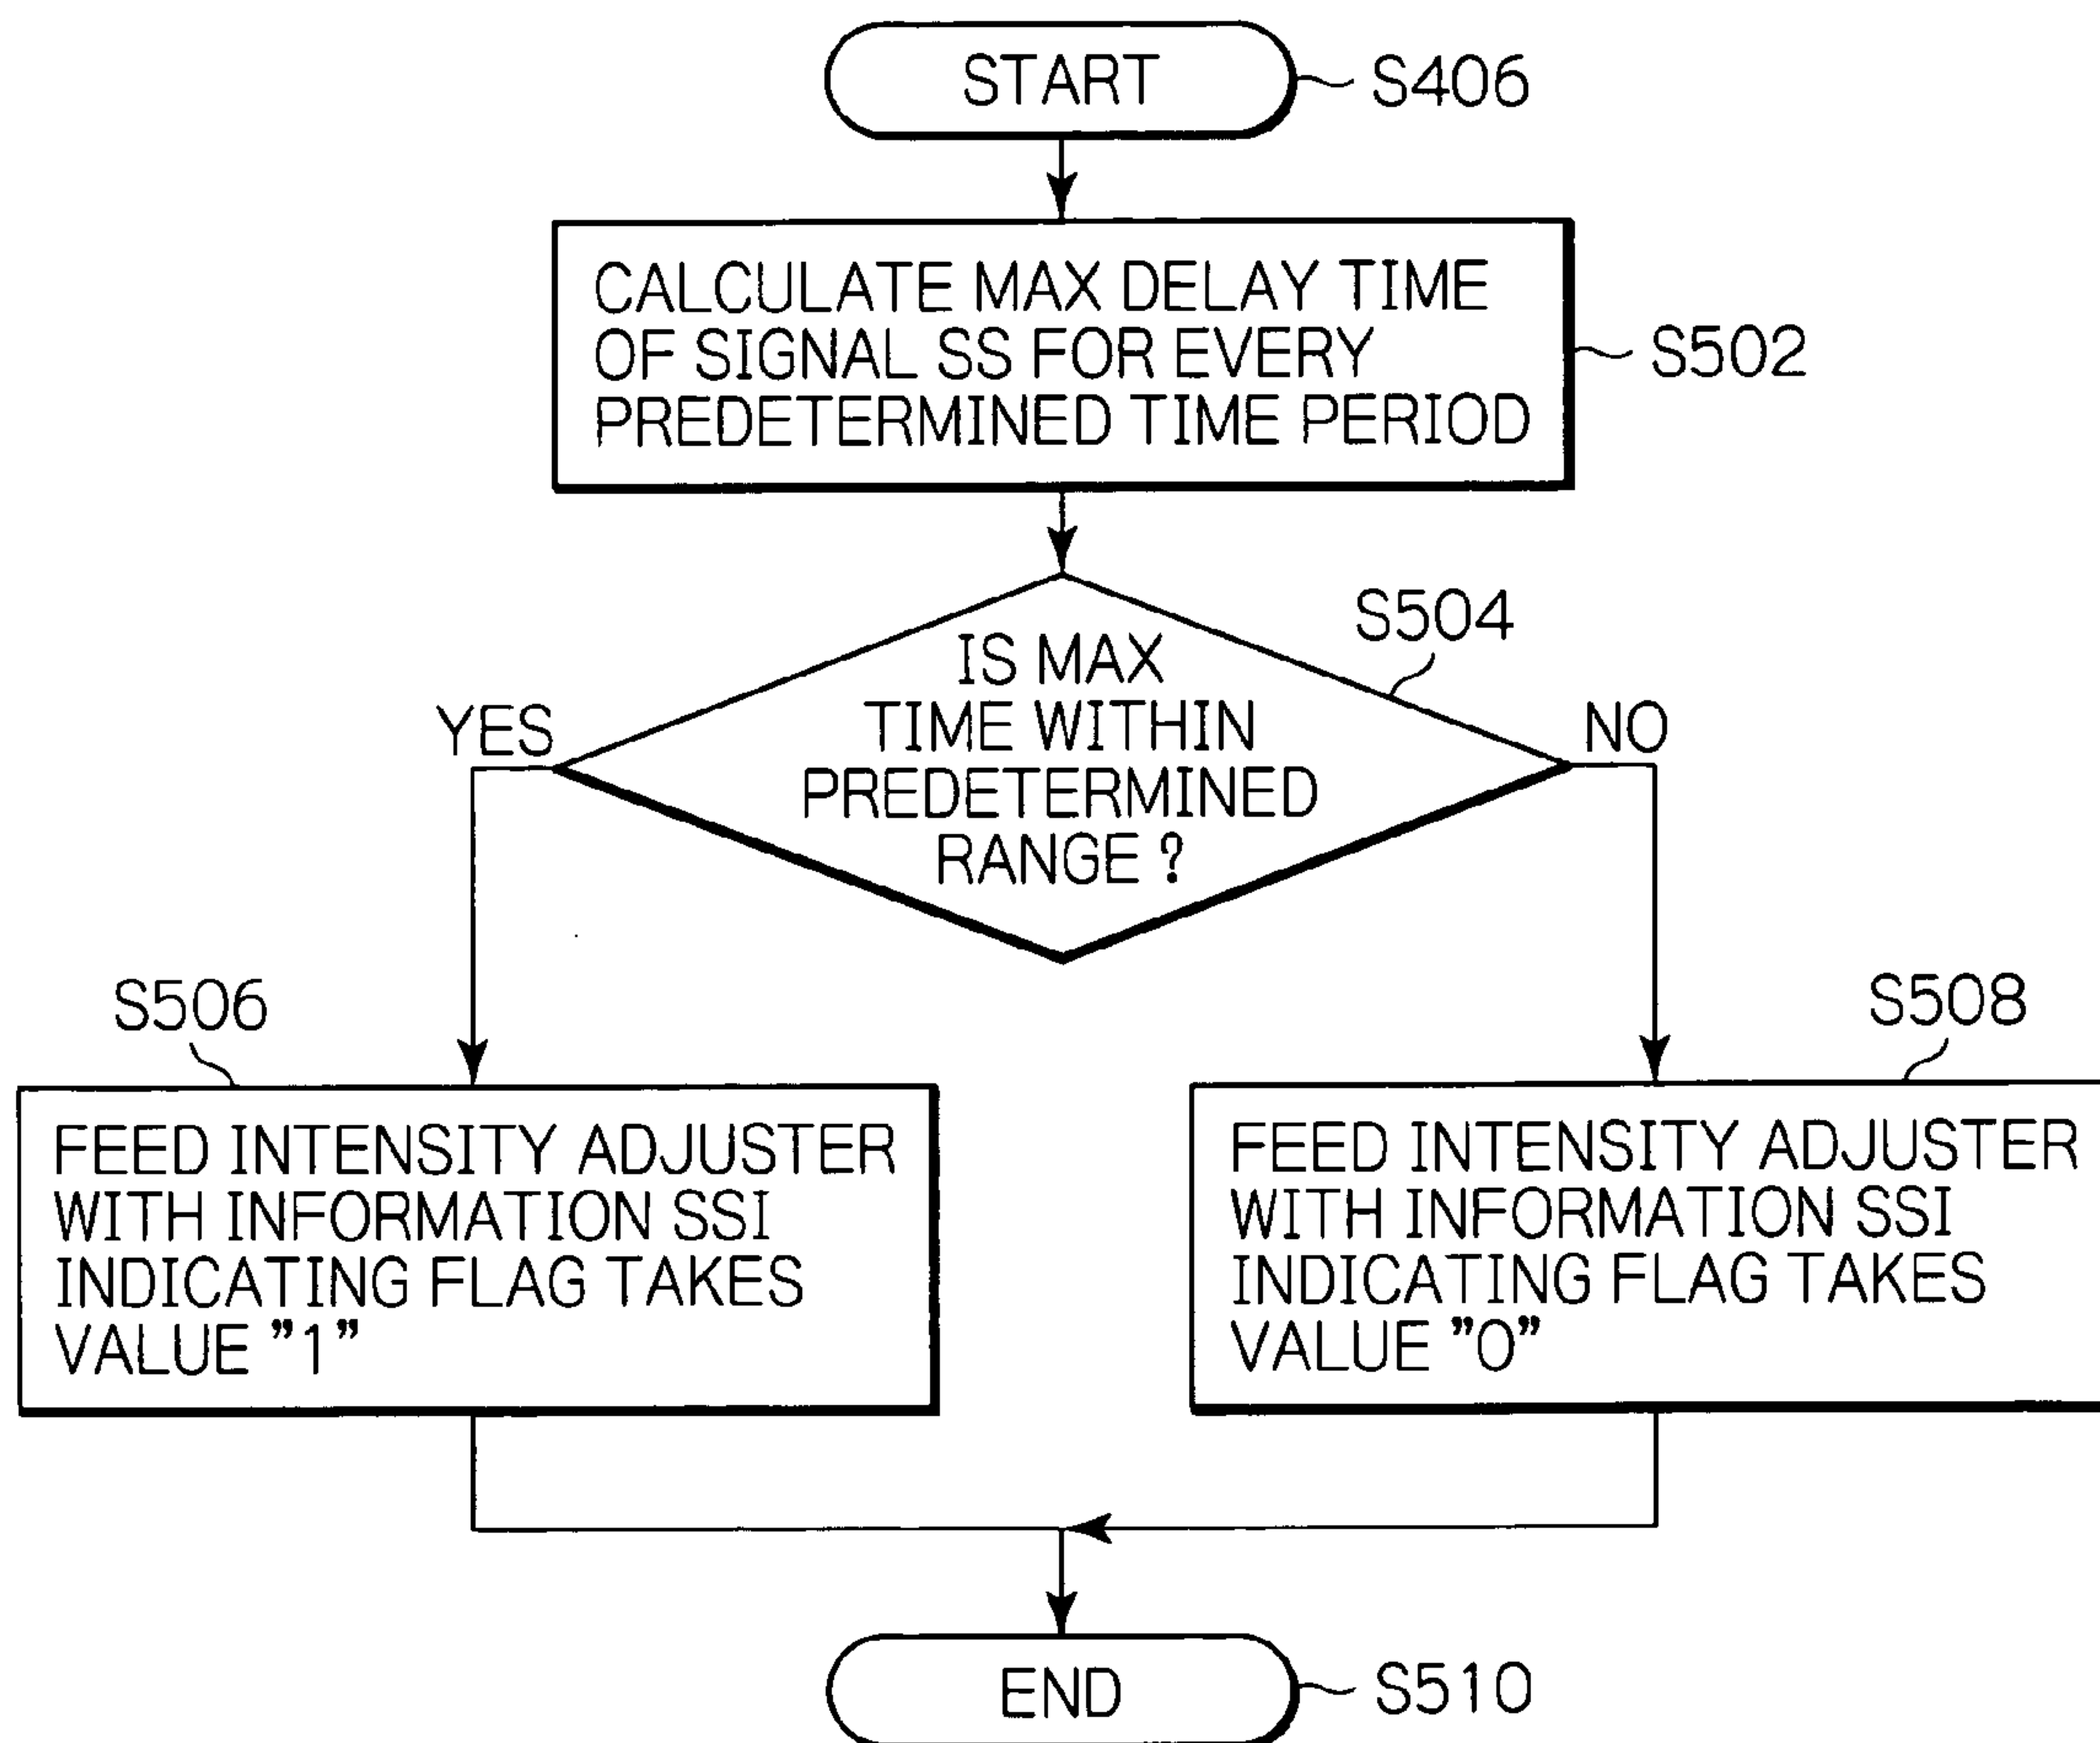 START
S406
CALCULATE MAX DELAY TIME
OF SIGNAL SS FOR EVERY
PREDETERMINED TIME PERIOD
S502
S504
IS MAX
TIME WITHIN
PREDETERMINED
RANGE ?
YES
NO
S506
FEED INTENSITY ADJUSTER
WITH INFORMATION SSI
INDICATING FLAG TAKES
VALUE "1"
S508
FEED INTENSITY ADJUSTER
WITH INFORMATION SSI
INDICATING FLAG TAKES
VALUE "0"
END
S510